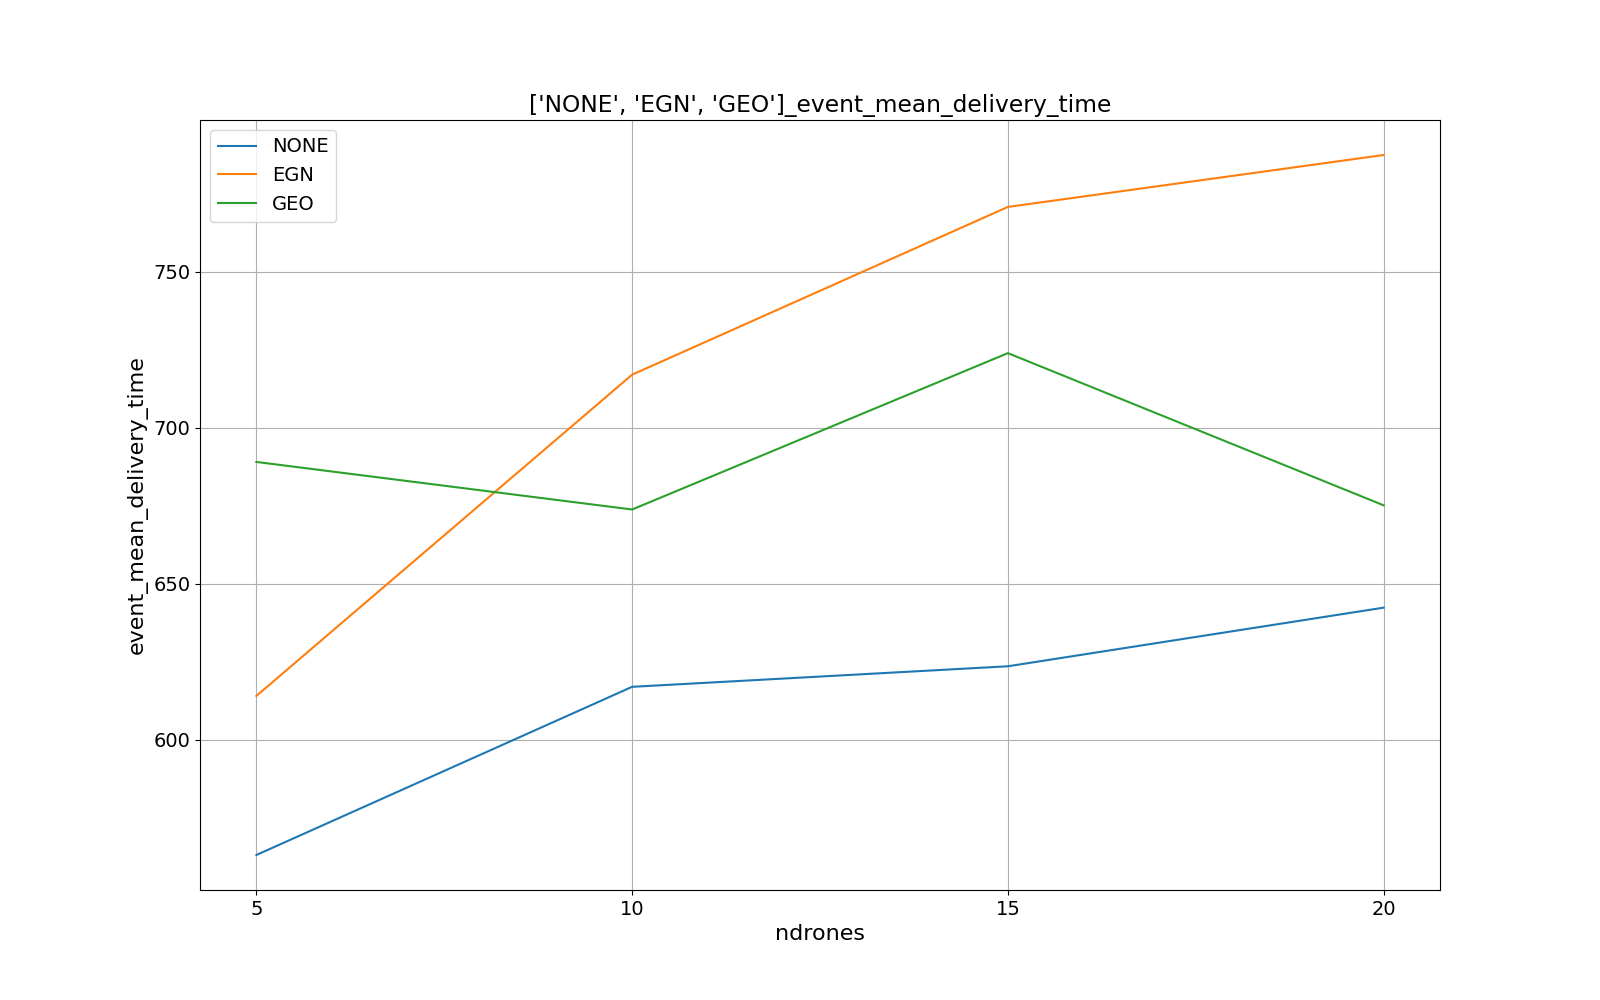 ['NONE', 'EGN', 'GEO']_event_mean_delivery_time
NONE
EGN
GEO
event_mean_delivery_time
750
700
650
600
5
10
15
20
ndrones